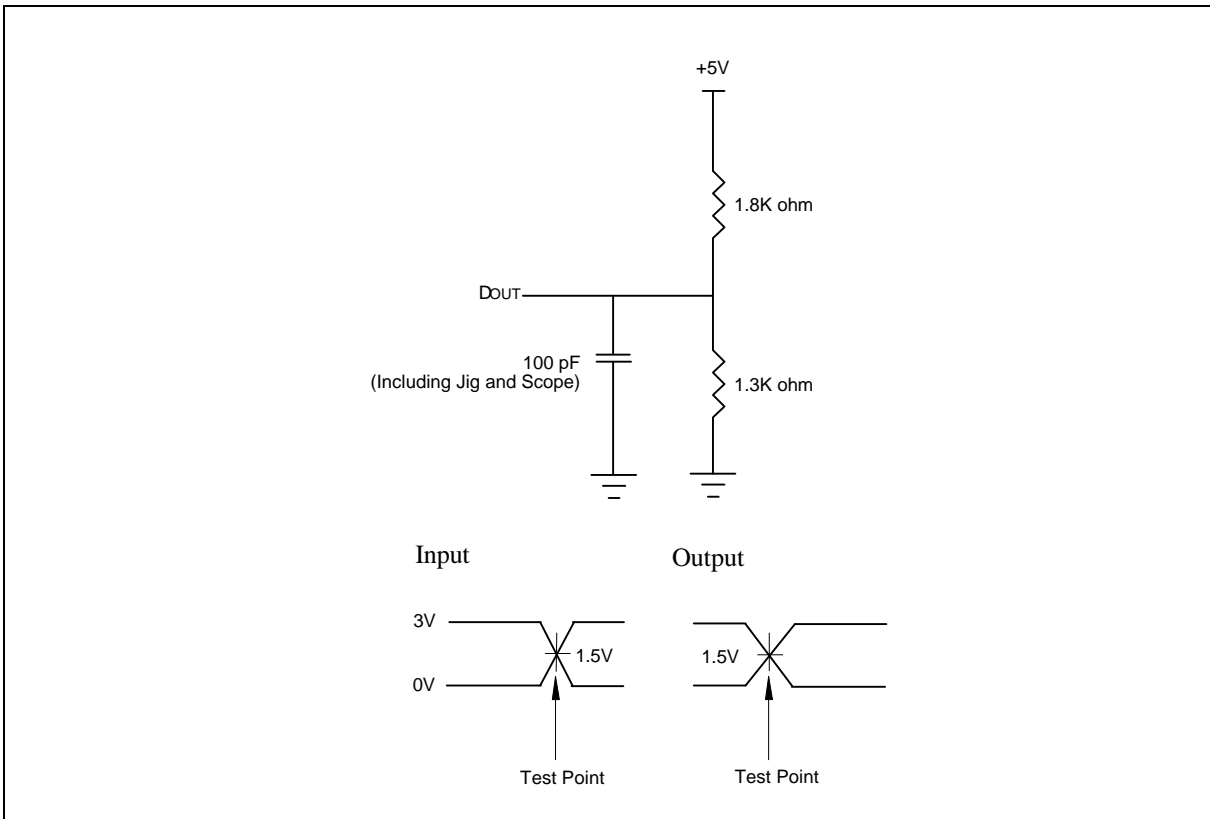 +5V
1.8K ohm
DOUT
100 pF
(Including Jig and Scope)
1.3K ohm
Input
Output
3V
1.5V
1.5V
0V
Test Point
Test Point